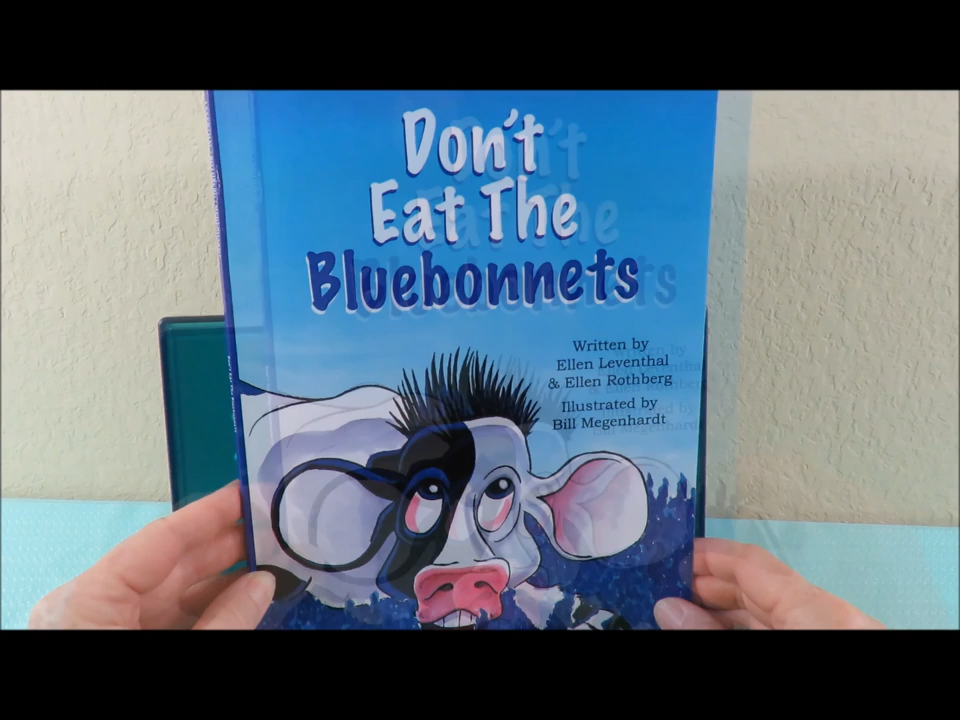 Don't
Eat The
Bluebonnets
Written by
Ellen Leventhal
& Ellen Rothberg
Illustrated by
Bill Megenhardt